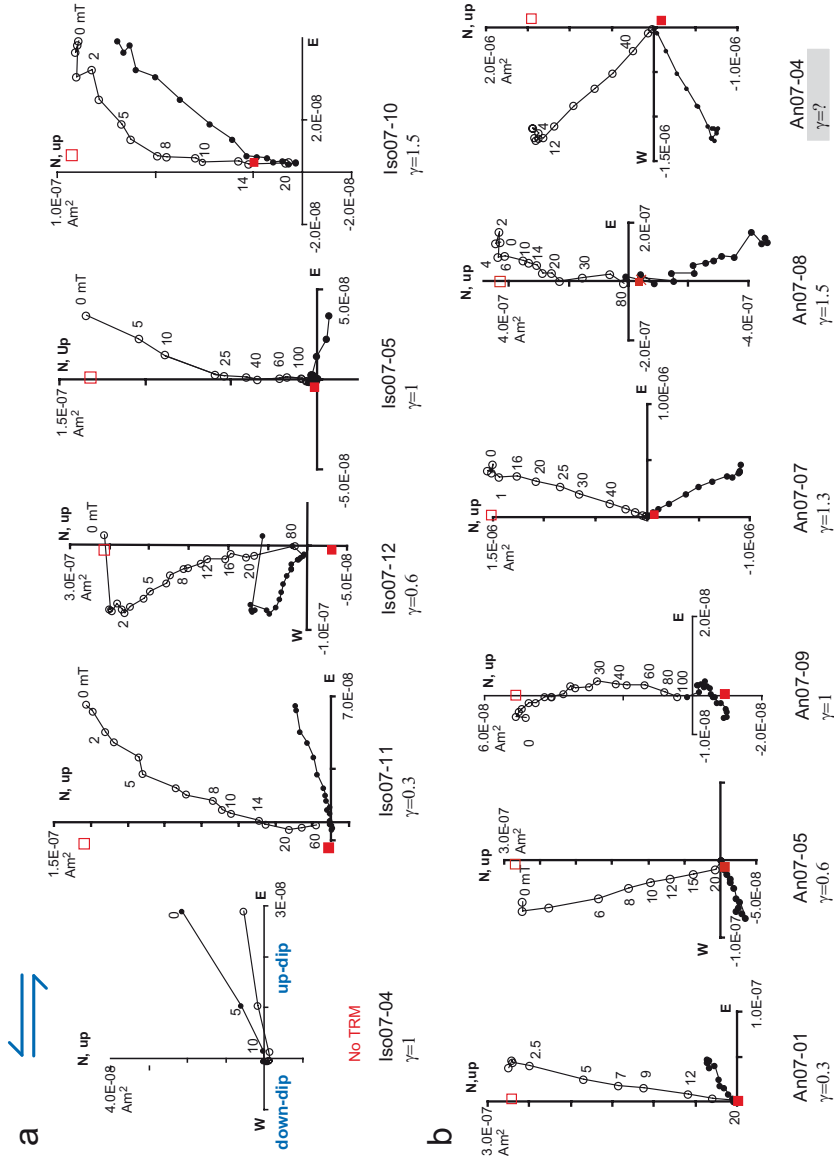 a
N, up
4.0E-08
Am²
0
5
10
W
E
3E-08
down-dip
up-dip
No TRM
Iso07-04
γ=1
N, up
1.5E-07
Am²
0 mT
2
5
8
10
14
20
60
E
7.0E-08
Iso07-11
γ=0.3
N, up
3.0E-07
Am²
0 mT
2
5
8
12
16
20
80
W
-1.0E-07
-5.0E-08
Iso07-12
γ=0.6
N, Up
1.5E-07
Am²
0 mT
5
10
25
40
60
100
E
5.0E-08
-5.0E-08
Iso07-05
γ=1
N, up
1.0E-07
Am²
0 mT
2
5
8
10
14
20
E
2.0E-08
-2.0E-08
-2.0E-08
Iso07-10
γ=1.5
b
N, up
3.0E-07
Am²
2.5
5
7
9
12
20
E
1.0E-07
An07-01
γ=0.3
N, up
3.0E-07
Am²
0 mT
6
8
10
12
15
20
W
-1.0E-07
-5.0E-08
An07-05
γ=0.6
N, up
6.0E-08
Am²
0
30
40
60
80
100
E
2.0E-08
-1.0E-08
-2.0E-08
An07-09
γ=1
N, up
1.5E-06
Am²
0
1
16
20
25
30
40
E
1.00E-06
-1.0E-06
An07-07
γ=1.3
N, up
4.0E-07
Am²
2
0
4
6
10
14
20
30
80
E
2.0E-07
-2.0E-07
-4.0E-07
An07-08
γ=1.5
N, up
2.0E-06
Am²
4
12
40
W
-1.5E-06
-1.0E-06
An07-04
γ=?